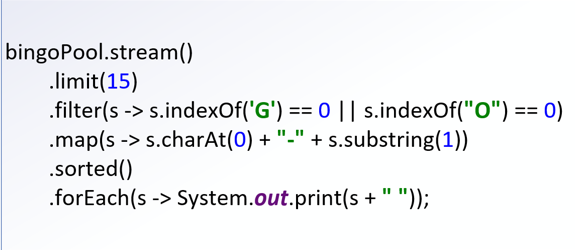 bingoPool.stream()
.limit(15)
.filter(s -> s.indexOf('G') == 0 || s.indexOf("O") == 0)
.map(s -> s.charAt(0) + "-" + s.substring(1))
.sorted()
.forEach(s -> System.out.print(s + " "));